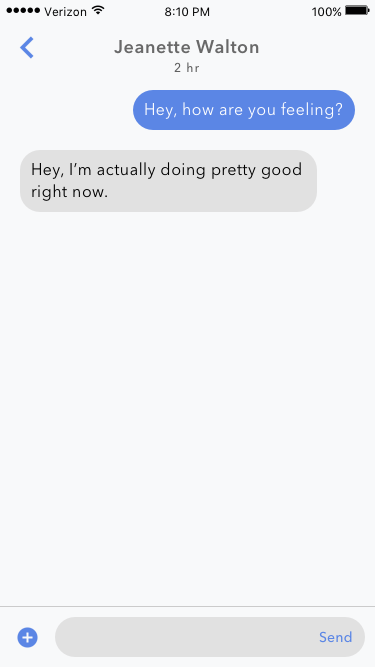 Verizon 8:10 PM 100%
Jeanette Walton
2 hr
Hey, how are you feeling?
Hey, I'm actually doing pretty good
right now.
Send